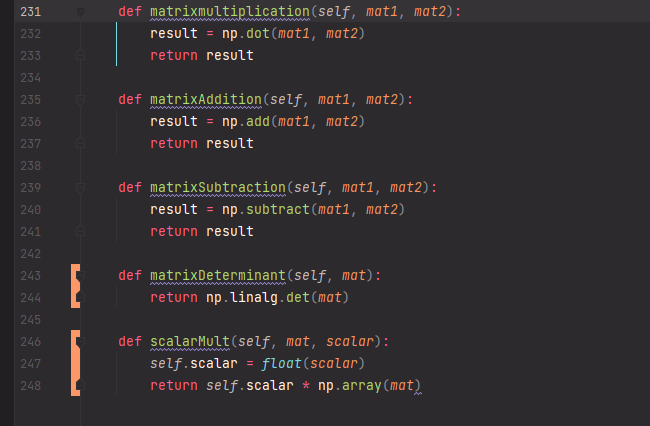 231 def matrixmultiplication(self, mat1, mat2):
232 result = np.dot(mat1, mat2)
233 return result
234
235 def matrixAddition(self, mat1, mat2):
236 result = np.add(mat1, mat2)
237 return result
238
239 def matrixSubtraction(self, mat1, mat2):
240 result = np.subtract(mat1, mat2)
241 return result
242
243 def matrixDeterminant(self, mat):
244 return np.linalg.det(mat)
245
246 def scalarMult(self, mat, scalar):
247 self.scalar = float(scalar)
248 return self.scalar * np.array(mat)